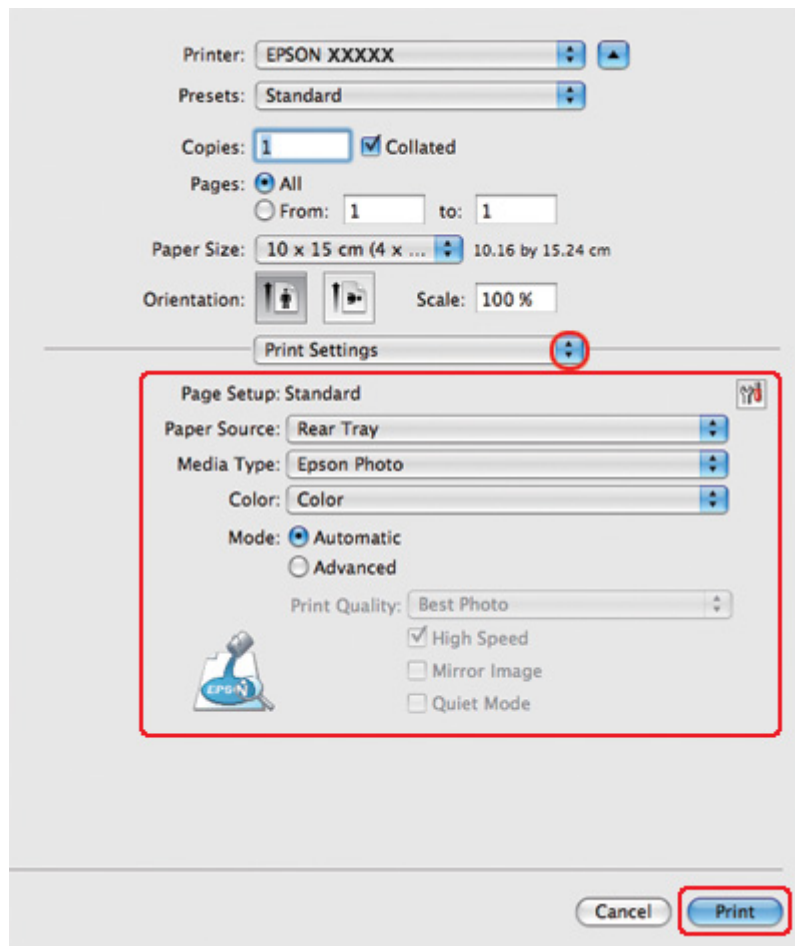 Printer: EPSON XXXXX
Presets: Standard
Copies: 1 Collated
Pages: All
From: 1 to: 1
Paper Size: 10 x 15 cm (4 x ... 10.16 by 15.24 cm
Orientation: Scale: 100 %
Print Settings
Page Setup: Standard
Paper Source: Rear Tray
Media Type: Epson Photo
Color: Color
Mode: Automatic
Advanced
Print Quality: Best Photo
High Speed
Mirror Image
EPSON
Quiet Mode
Cancel Print